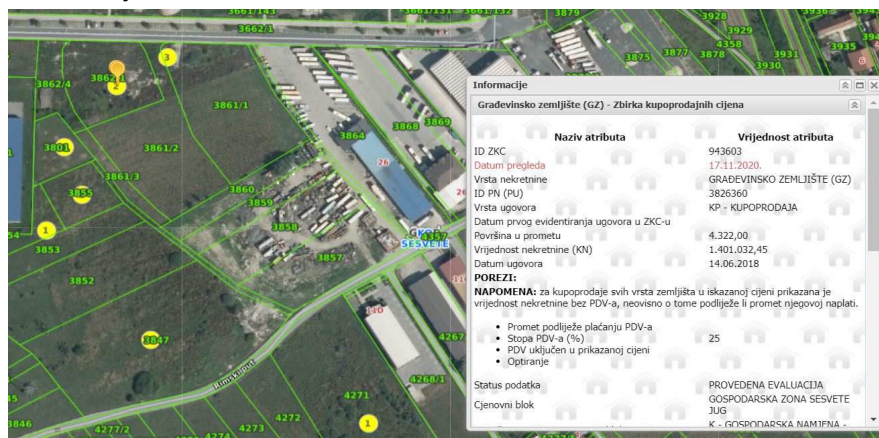 3661/143
3661/131
3661/132
3879
3928
3936
3662/1
3929
4358
3875
3877
3878
3931
3930
3935
6
3
3862/4
3862/1
2
3861/1
3868
3869
3864
26
3801
3861/2
3861/3
3860
3855
3859
3858
1
3853
SESVETE
4357
3857
3852
11D
3847
4267
4268/1
4271
4272
4273
4274
4277/2
3846
1
Informacije
Građevinsko zemljište (GZ) - Zbirka kupoprodajnih cijena
Naziv atributa Vrijednost atributa
ID ZKC 943603
Datum pregleda 17.11.2020.
Vrsta nekretnine GRAĐEVINSKO ZEMLJIŠTE (GZ)
ID PN (PU) 3826360
Vrsta ugovora KP - KUPOPRODAJA
Datum prvog evidentiranja ugovora u ZKC-u
Površina u prometu 4.322,00
Vrijednost nekretnine (KN) 1.401.032,45
Datum ugovora 14.06.2018
POREZI:
NAPOMENA: za kupoprodaje svih vrsta zemljišta u iskazanoj cijeni prikazana je
vrijednost nekretnine bez PDV-a, neovisno o tome podliježe li promet njegovoj naplati.
• Promet podliježe plaćanju PDV-a
• Stopa PDV-a (%) 25
• PDV uključen u prikazanoj cijeni
• Optiranje
Status podatka PROVEDENA EVALUACIJA
Cjenovni blok GOSPODARSKA ZONA SESVETE
JUG
K - GOSPODARSKA NAMJENA -